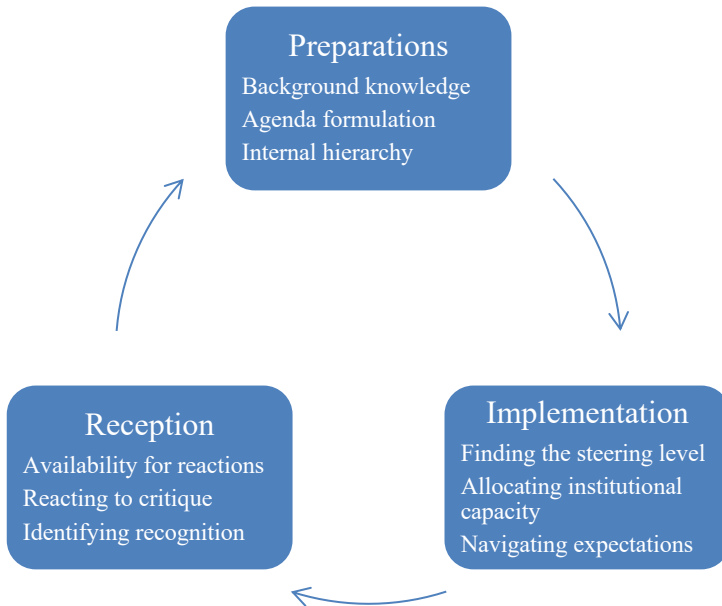 Preparations
Background knowledge
Agenda formulation
Internal hierarchy
Implementation
Finding the steering level
Allocating institutional
capacity
Navigating expectations
Reception
Availability for reactions
Reacting to critique
Identifying recognition